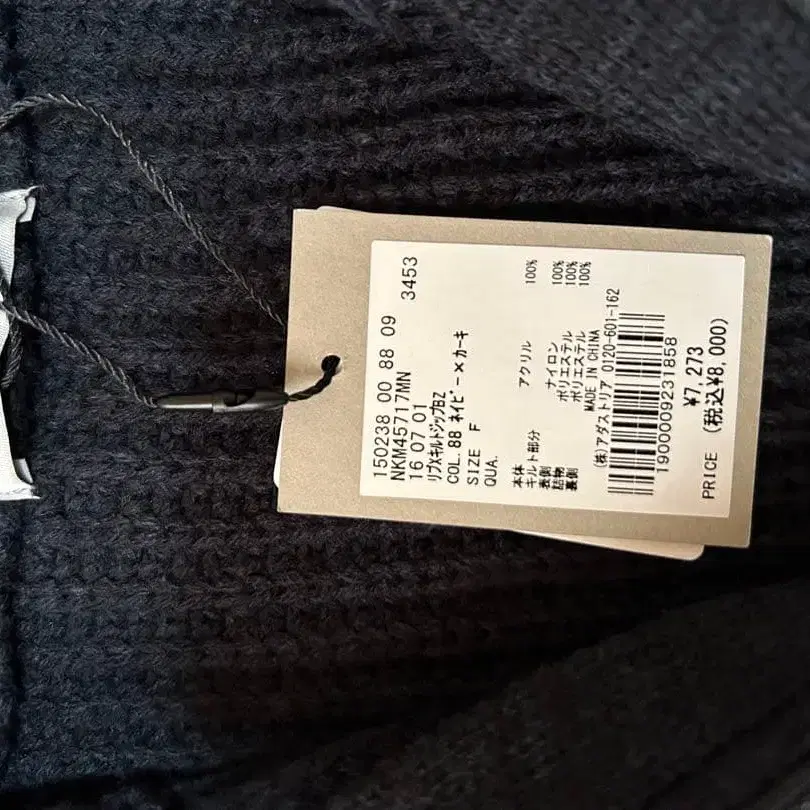 150238 00 88 09 3453
NKM45717MN
16 07 01
リブ×キルトジップBZ
COL. 88 ネイビー×カーキ
SIZE F
QUA.
本体 アクリル 100%
キルト部分
表側 ナイロン 100%
詰物 ポリエステル 100%
裏側 ポリエステル 100%
MADE IN CHINA
(株)アダストリア 0120-601-162
1900009231858
¥7,273
PRICE (税込¥8,000)